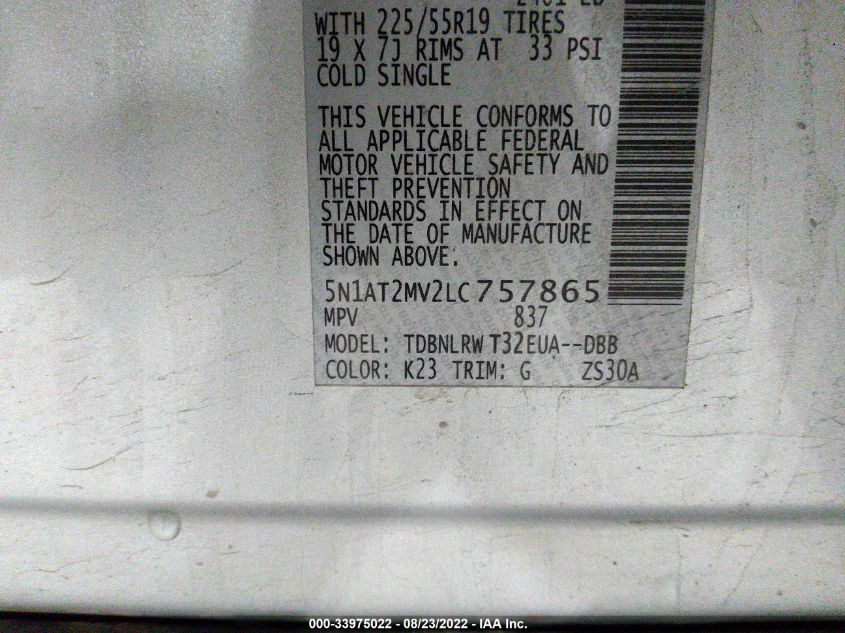 WITH 225/55R19 TIRES
19 X 7J RIMS AT 33 PSI
COLD SINGLE
THIS VEHICLE CONFORMS TO
ALL APPLICABLE FEDERAL
MOTOR VEHICLE SAFETY AND
THEFT PREVENTION
STANDARDS IN EFFECT ON
THE DATE OF MANUFACTURE
SHOWN ABOVE.
5N1AT2MV2LC757865
MPV 837
MODEL: TDBNLRW T32EUA--DBB
COLOR: K23 TRIM: G ZS30A
000-33975022 - 08/23/2022 - IAA Inc.